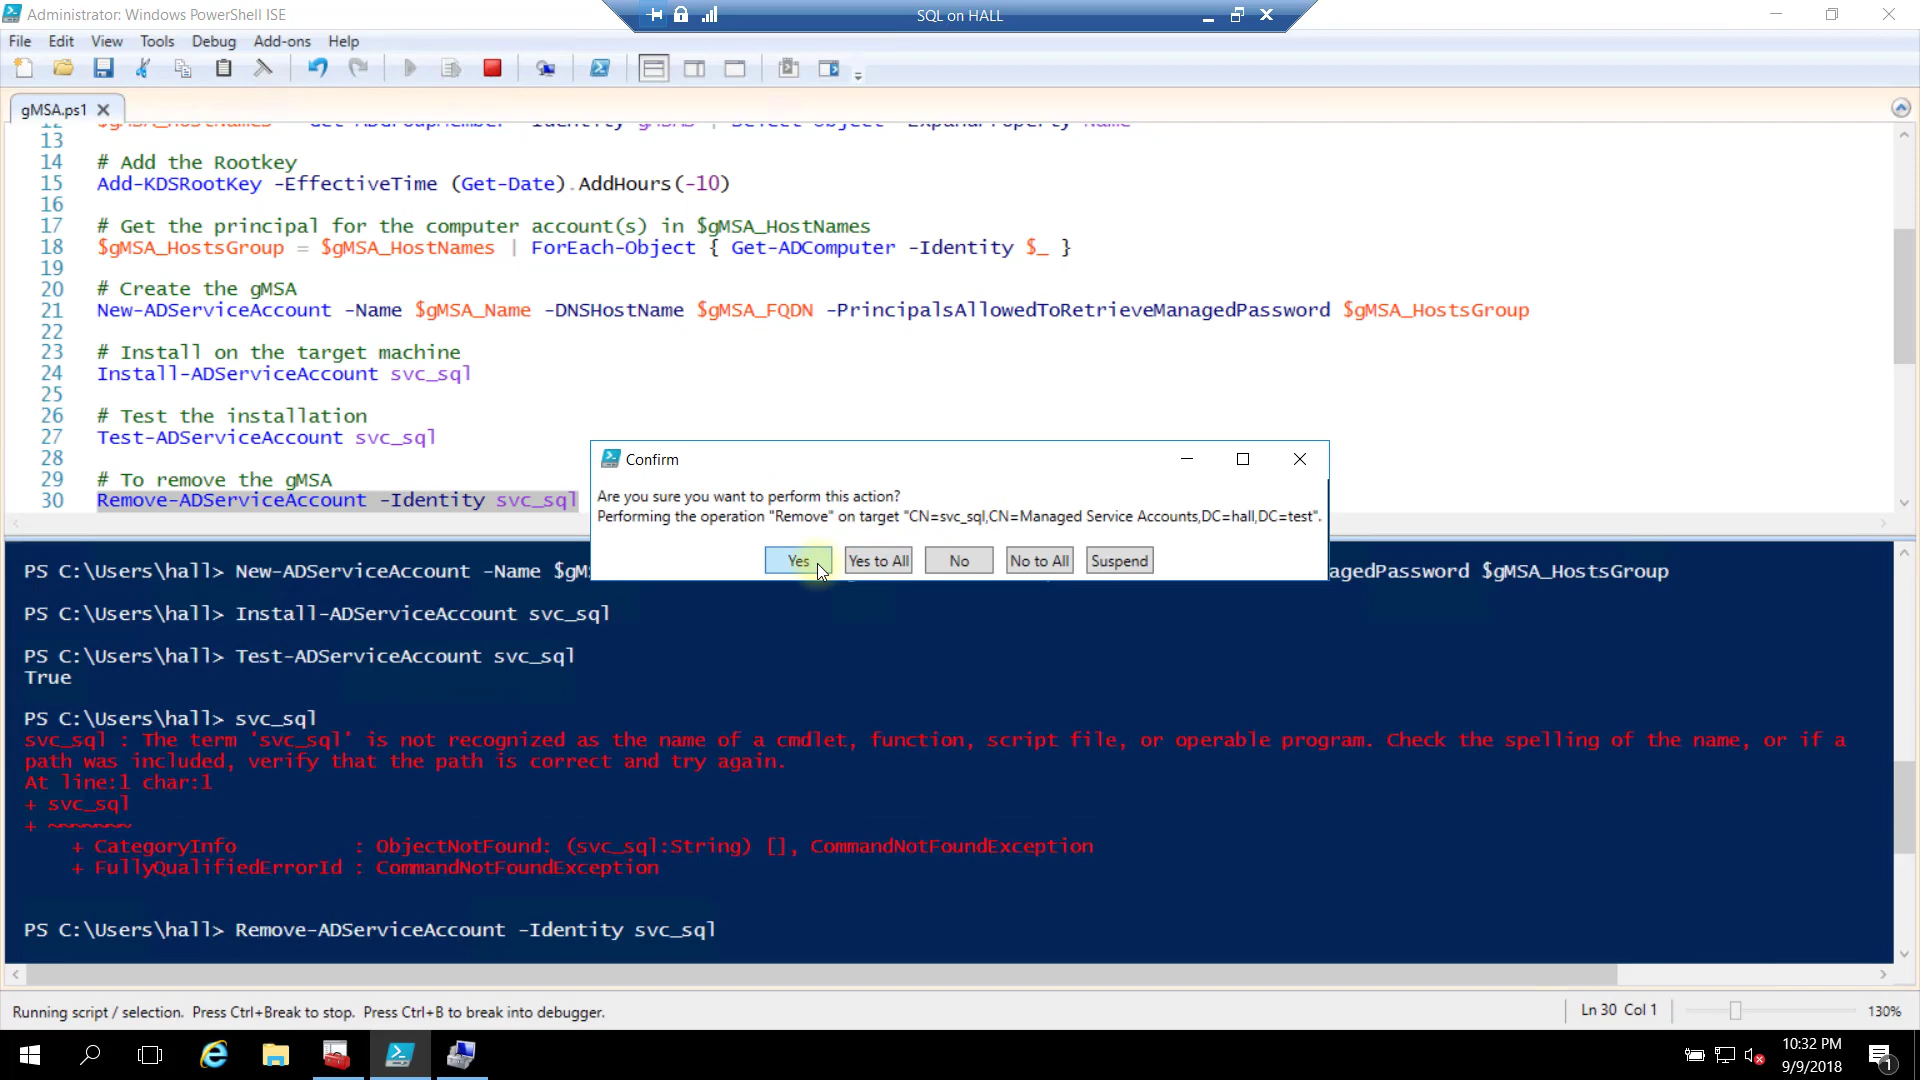 Administrator: Windows PowerShell ISE
SQL on HALL
File Edit View Tools Debug Add-ons Help
gMSA.ps1
12 $gMSA_HostNames = Get-ADGroupMember -Identity gMSAs | Select-Object -ExpandProperty Name
13
14 # Add the Rootkey
15 Add-KDSRootKey -EffectiveTime (Get-Date).AddHours(-10)
16
17 # Get the principal for the computer account(s) in $gMSA_HostNames
18 $gMSA_HostsGroup = $gMSA_HostNames | ForEach-Object { Get-ADComputer -Identity $_ }
19
20 # Create the gMSA
21 New-ADServiceAccount -Name $gMSA_Name -DNSHostName $gMSA_FQDN -PrincipalsAllowedToRetrieveManagedPassword $gMSA_HostsGroup
22
23 # Install on the target machine
24 Install-ADServiceAccount svc_sql
25
26 # Test the installation
27 Test-ADServiceAccount svc_sql
28
29 # To remove the gMSA
30 Remove-ADServiceAccount -Identity svc_sql
Confirm
Are you sure you want to perform this action?
Performing the operation "Remove" on target "CN=svc_sql,CN=Managed Service Accounts,DC=hall,DC=test".
Yes Yes to All No No to All Suspend
PS C:\Users\hall> New-ADServiceAccount -Name $gM agedPassword $gMSA_HostsGroup
PS C:\Users\hall> Install-ADServiceAccount svc_sql
PS C:\Users\hall> Test-ADServiceAccount svc_sql
True
PS C:\Users\hall> svc_sql
svc_sql : The term 'svc_sql' is not recognized as the name of a cmdlet, function, script file, or operable program. Check the spelling of the name, or if a
path was included, verify that the path is correct and try again.
At line:1 char:1
+ svc_sql
+ ~~~~~~~
+ CategoryInfo : ObjectNotFound: (svc_sql:String) [], CommandNotFoundException
+ FullyQualifiedErrorId : CommandNotFoundException
PS C:\Users\hall> Remove-ADServiceAccount -Identity svc_sql
Running script / selection. Press Ctrl+Break to stop. Press Ctrl+B to break into debugger.
Ln 30 Col 1
130%
10:32 PM
9/9/2018
1